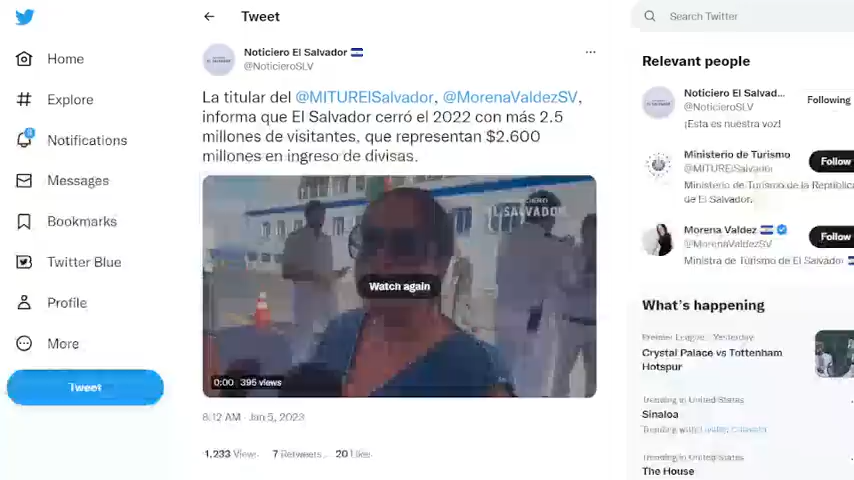 Home
Explore
Notifications
Messages
Bookmarks
Twitter Blue
Profile
More
Tweet
Tweet
Noticiero El Salvador
@NoticieroSLV
La titular del @MITURElSalvador, @MorenaValdezSV,
informa que El Salvador cerró el 2022 con más 2.5
millones de visitantes, que representan $2.600
millones en ingreso de divisas.
EL SALVADOR
Watch again
0:00 395 views
8:12 AM · Jan 5, 2023
1,233 Views 7 Retweets 20 Likes
Search Twitter
Relevant people
Noticiero El Salvad...
@NoticieroSLV
Following
¡Esta es nuestra voz!
Ministerio de Turismo
@MITURElSalvador
Follow
Ministerio de Turismo de la República
de El Salvador.
Morena Valdez
@MorenaValdezSV
Follow
Ministra de Turismo de El Salvador
What's happening
Premier League · Yesterday
Crystal Palace vs Tottenham
Hotspur
Trending in United States
Sinaloa
Trending with
Trending in United States
The House